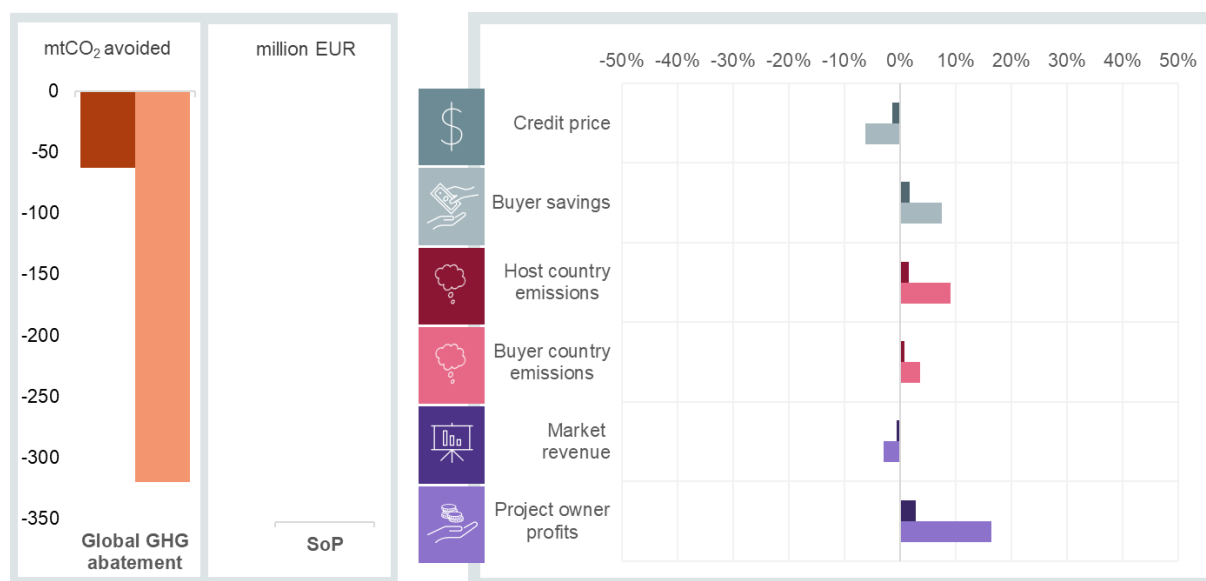 mtCO₂ avoided
0
-50
-100
-150
-200
-250
-300
-350
Global GHG
abatement
million EUR
SoP
-50% -40% -30% -20% -10% 0% 10% 20% 30% 40% 50%
$
Credit price
Buyer savings
Host country
emissions
Buyer country
emissions
Market
revenue
Project owner
profits